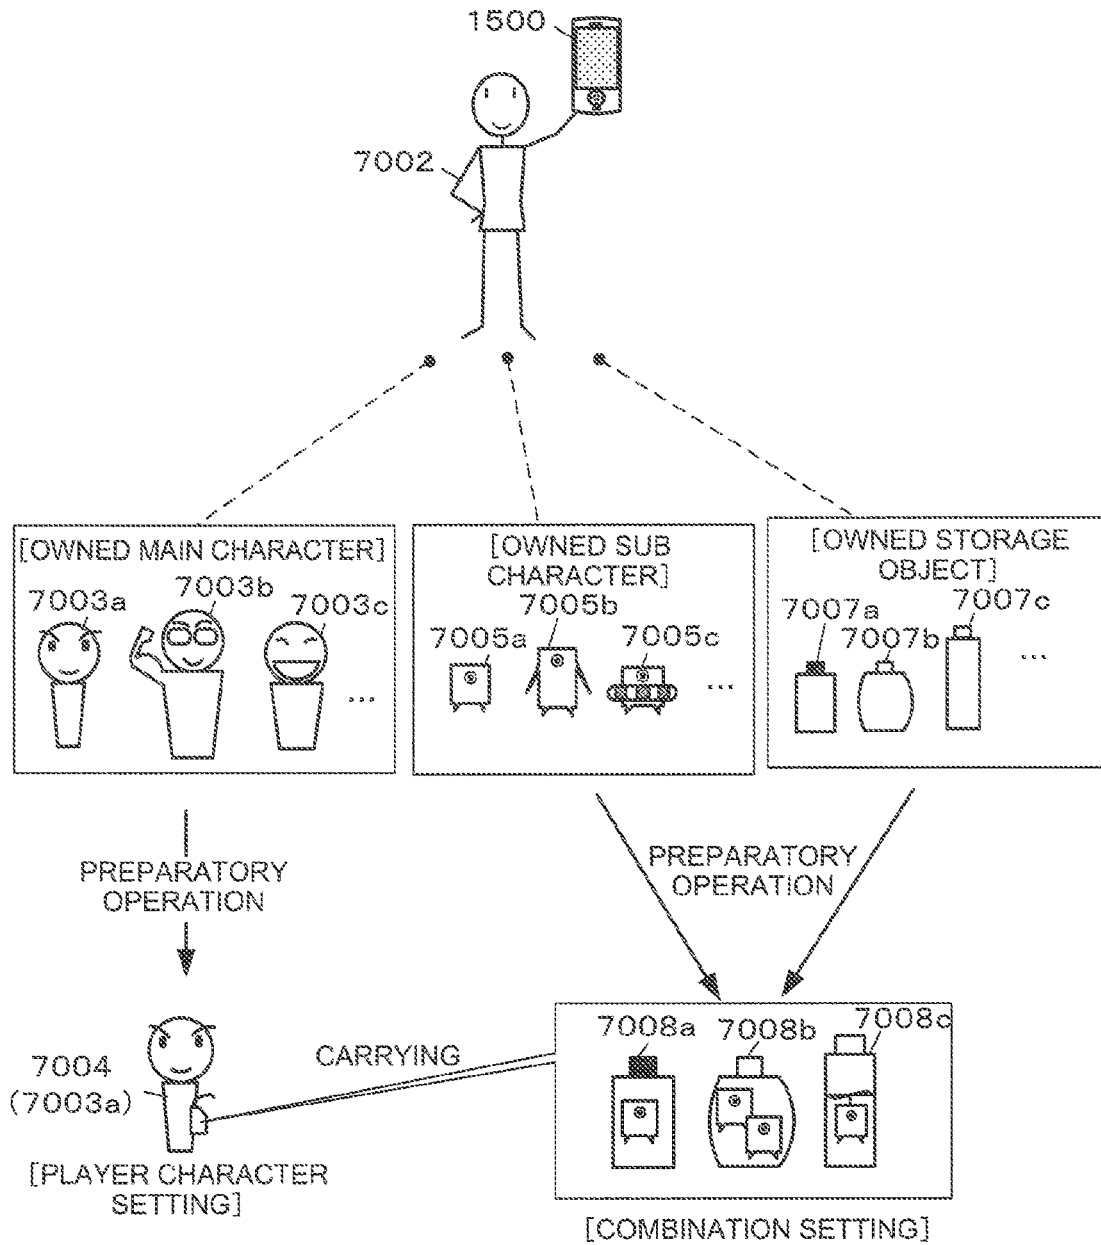 1500
7002
[OWNED MAIN CHARACTER]
7003a
7003b
7003c
...
[OWNED SUB
CHARACTER]
7005a
7005b
7005c
...
[OWNED STORAGE
OBJECT]
7007a
7007b
7007c
...
PREPARATORY
OPERATION
PREPARATORY
OPERATION
7004
(7003a)
CARRYING
7008a
7008b
7008c
[PLAYER CHARACTER
SETTING]
[COMBINATION SETTING]